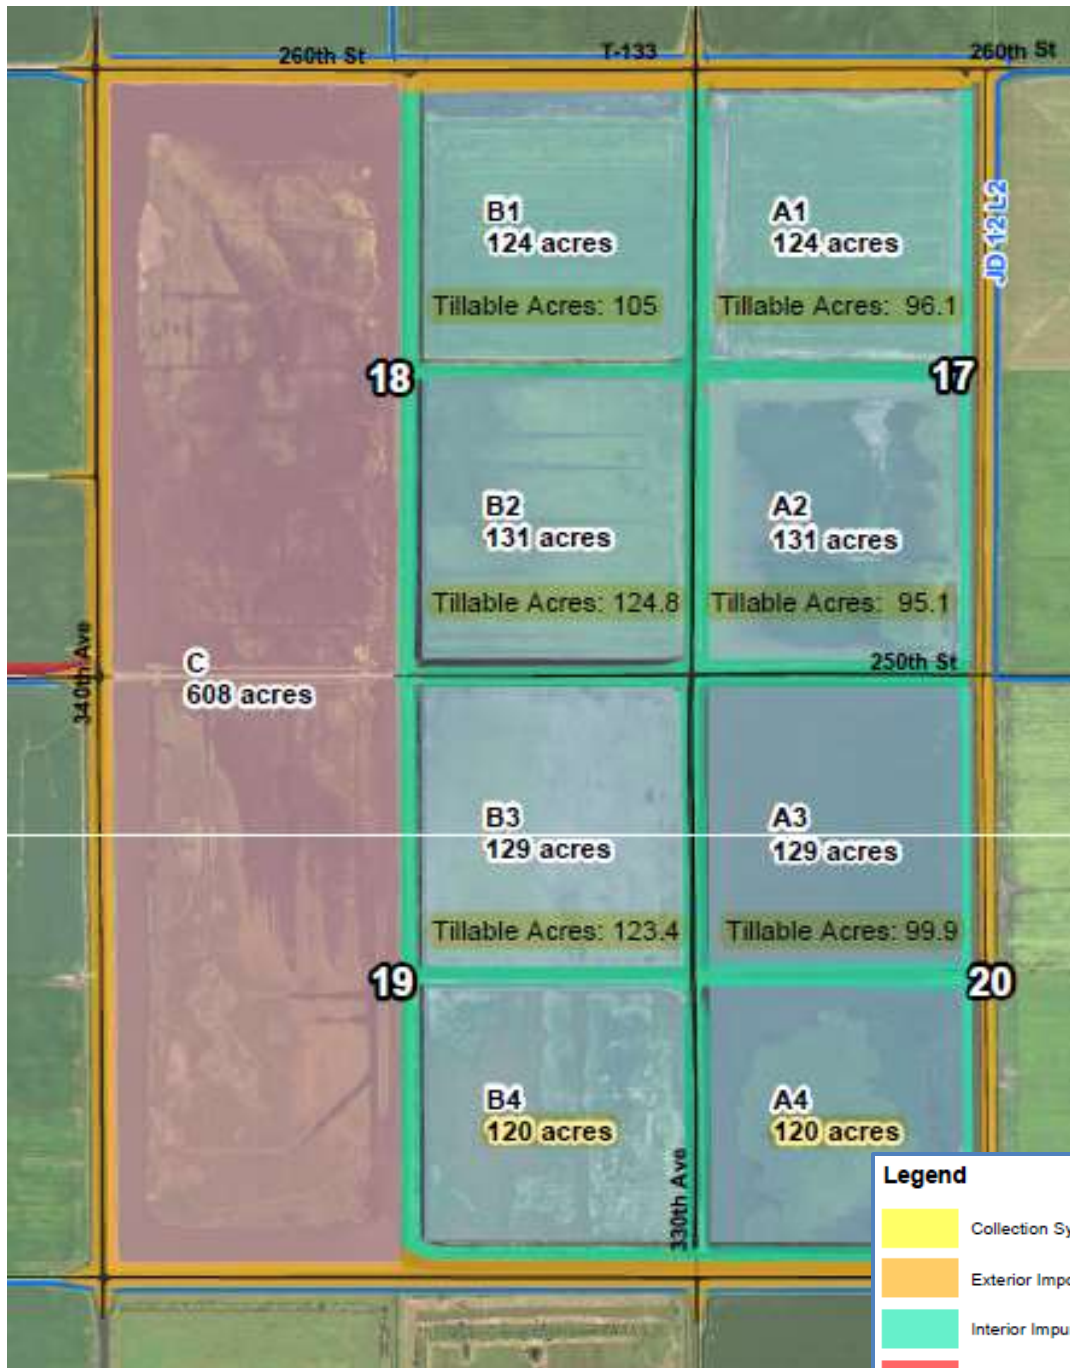 260th St
T-133
260th St
JD 12 L2
B1
124 acres
A1
124 acres
Tillable Acres: 105
Tillable Acres: 96.1
18
17
B2
131 acres
A2
131 acres
Tillable Acres: 124.8
Tillable Acres: 95.1
340th Ave
C
608 acres
250th St
B3
129 acres
A3
129 acres
Tillable Acres: 123.4
Tillable Acres: 99.9
19
20
B4
120 acres
A4
120 acres
330th Ave
Legend
Collection Sy
Exterior Impo
Interior Impu